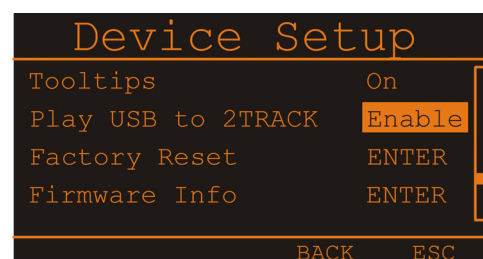 Device Setup
Tooltips On
Play USB to 2TRACK Enable
Factory Reset ENTER
Firmware Info ENTER
BACK ESC